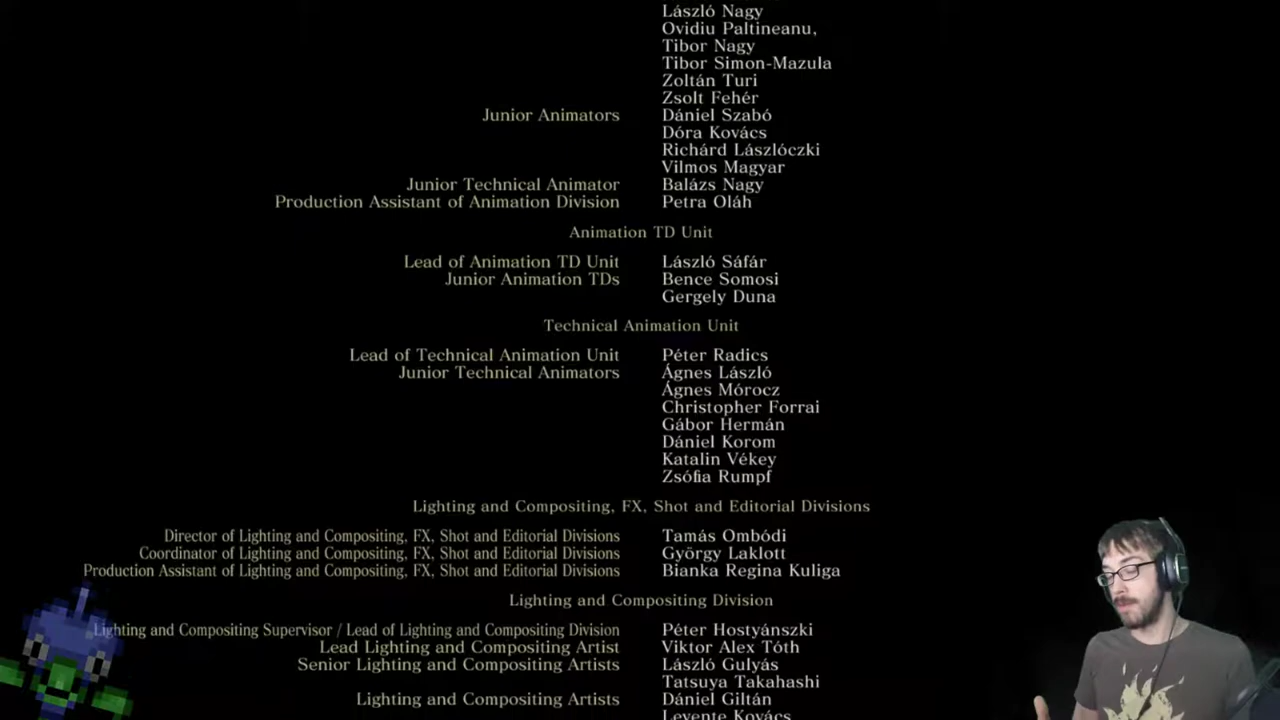 László Nagy
Ovidiu Paltineanu,
Tibor Nagy
Tibor Simon-Mazula
Zoltán Turi
Zsolt Fehér
Junior Animators Dániel Szabó
Dóra Kovács
Richárd Lászlóczki
Vilmos Magyar
Junior Technical Animator Balázs Nagy
Production Assistant of Animation Division Petra Oláh
Animation TD Unit
Lead of Animation TD Unit László Sáfár
Junior Animation TDs Bence Somosi
Gergely Duna
Technical Animation Unit
Lead of Technical Animation Unit Péter Radics
Junior Technical Animators Ágnes László
Ágnes Mórocz
Christopher Forrai
Gábor Hermán
Dániel Korom
Katalin Vékey
Zsófia Rumpf
Lighting and Compositing, FX, Shot and Editorial Divisions
Director of Lighting and Compositing, FX, Shot and Editorial Divisions Tamás Ombódi
Coordinator of Lighting and Compositing, FX, Shot and Editorial Divisions György Laklott
Production Assistant of Lighting and Compositing, FX, Shot and Editorial Divisions Bianka Regina Kuliga
Lighting and Compositing Division
Lighting and Compositing Supervisor / Lead of Lighting and Compositing Division Péter Hostyánszki
Lead Lighting and Compositing Artist Viktor Alex Tóth
Senior Lighting and Compositing Artists László Gulyás
Tatsuya Takahashi
Lighting and Compositing Artists Dániel Giltán
Levente Kovács